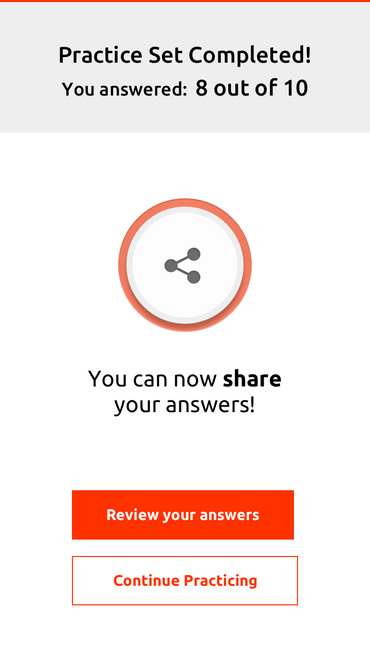 Practice Set Completed!
You answered: 8 out of 10
You can now share
your answers!
Review your answers
Continue Practicing